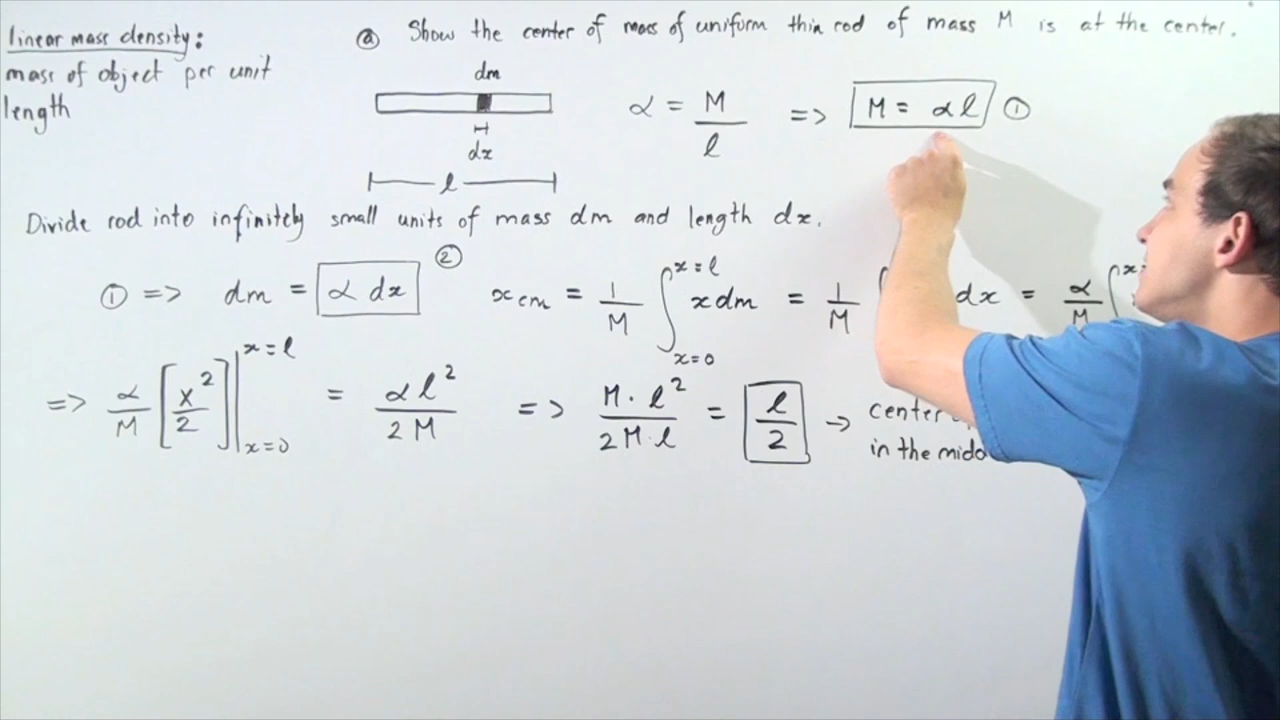 linear mass density:
mass of object per unit
length
ⓐ Show the center of mass of uniform thin rod of mass M is at the center.
dm
dx
l
α = M / l => M = αl ①
Divide rod into infinitely small units of mass dm and length dx.
① => dm = α dx ②
x cm = 1/M ∫ x=0 x=l x dm = 1/M ∫ dx = α/M ∫ x
=> α/M [x²/2] | x=0 x=l = αl²/2M => M·l²/2M·l = l/2 → center
in the